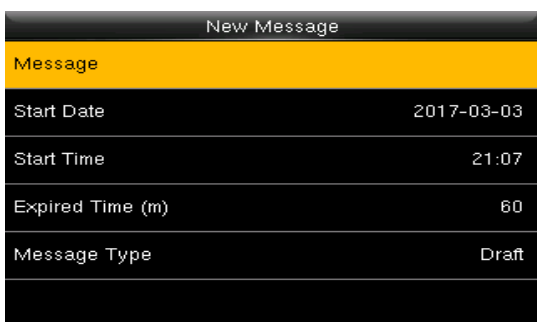 New Message
Message
Start Date 2017-03-03
Start Time 21:07
Expired Time (m) 60
Message Type Draft